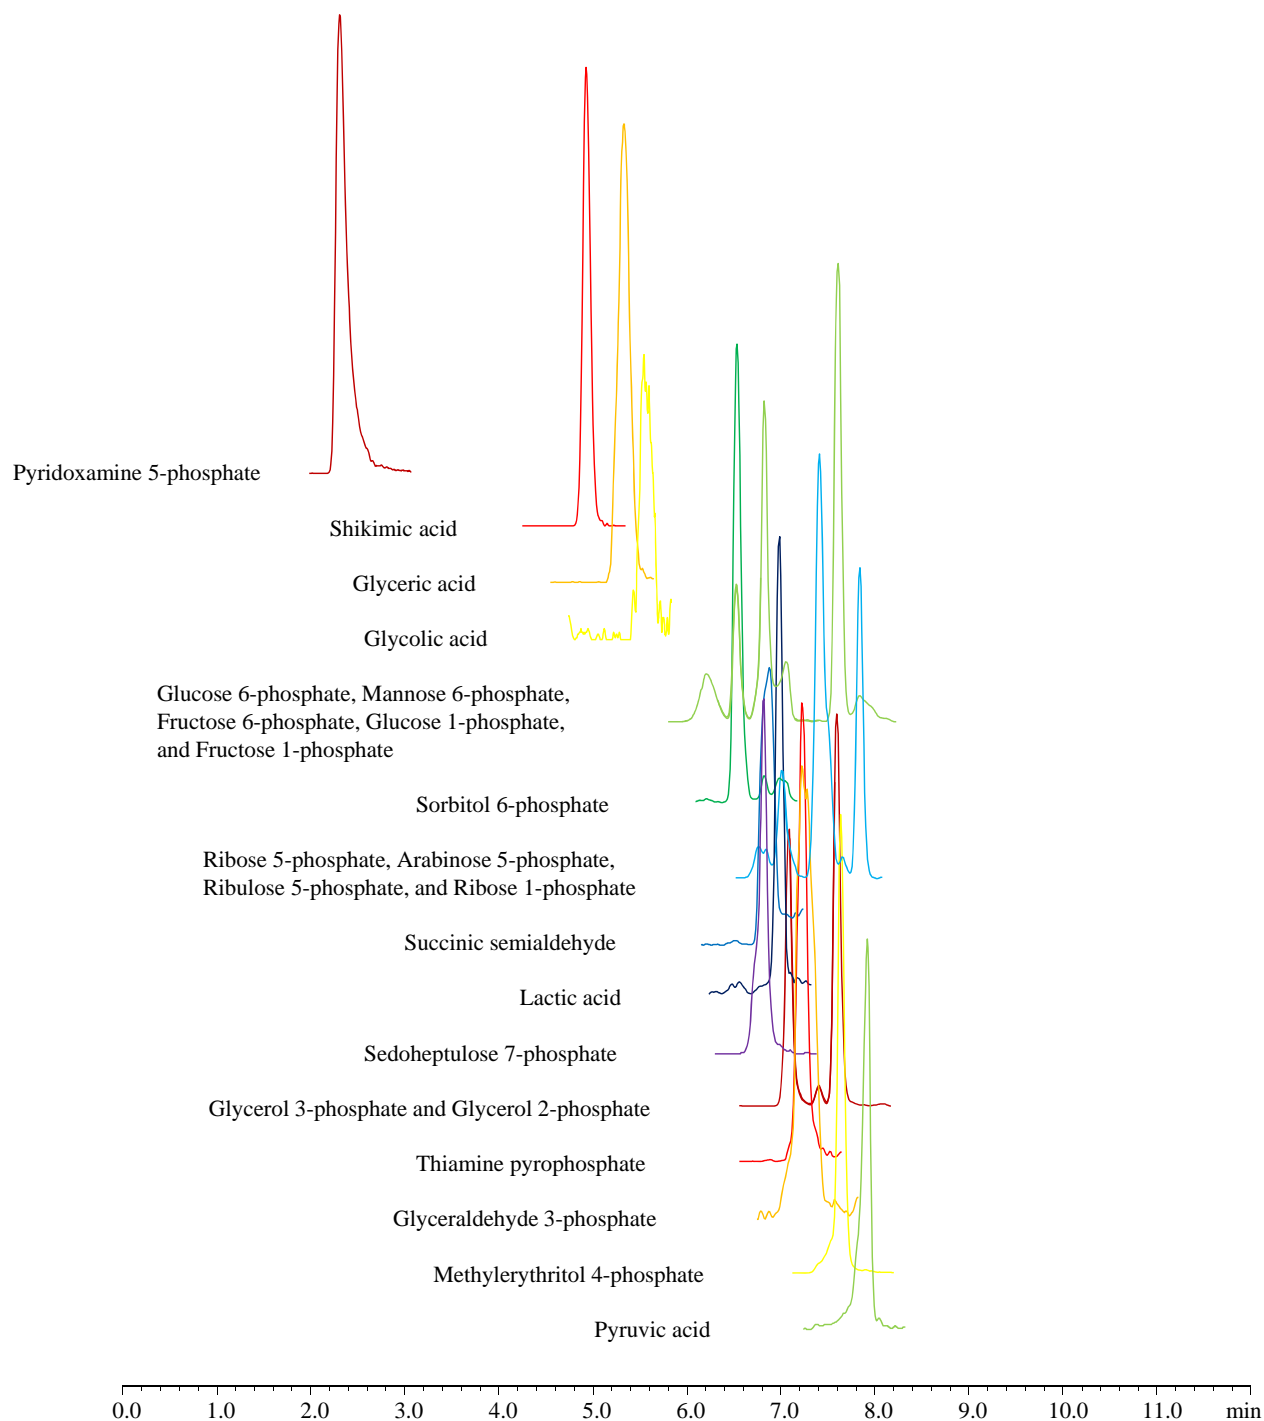 Pyridoxamine 5-phosphate
Shikimic acid
Glyceric acid
Glycolic acid
Glucose 6-phosphate, Mannose 6-phosphate,
Fructose 6-phosphate, Glucose 1-phosphate,
and Fructose 1-phosphate
Sorbitol 6-phosphate
Ribose 5-phosphate, Arabinose 5-phosphate,
Ribulose 5-phosphate, and Ribose 1-phosphate
Succinic semialdehyde
Lactic acid
Sedoheptulose 7-phosphate
Glycerol 3-phosphate and Glycerol 2-phosphate
Thiamine pyrophosphate
Glyceraldehyde 3-phosphate
Methylerythritol 4-phosphate
Pyruvic acid
0.0 1.0 2.0 3.0 4.0 5.0 6.0 7.0 8.0 9.0 10.0 11.0 min